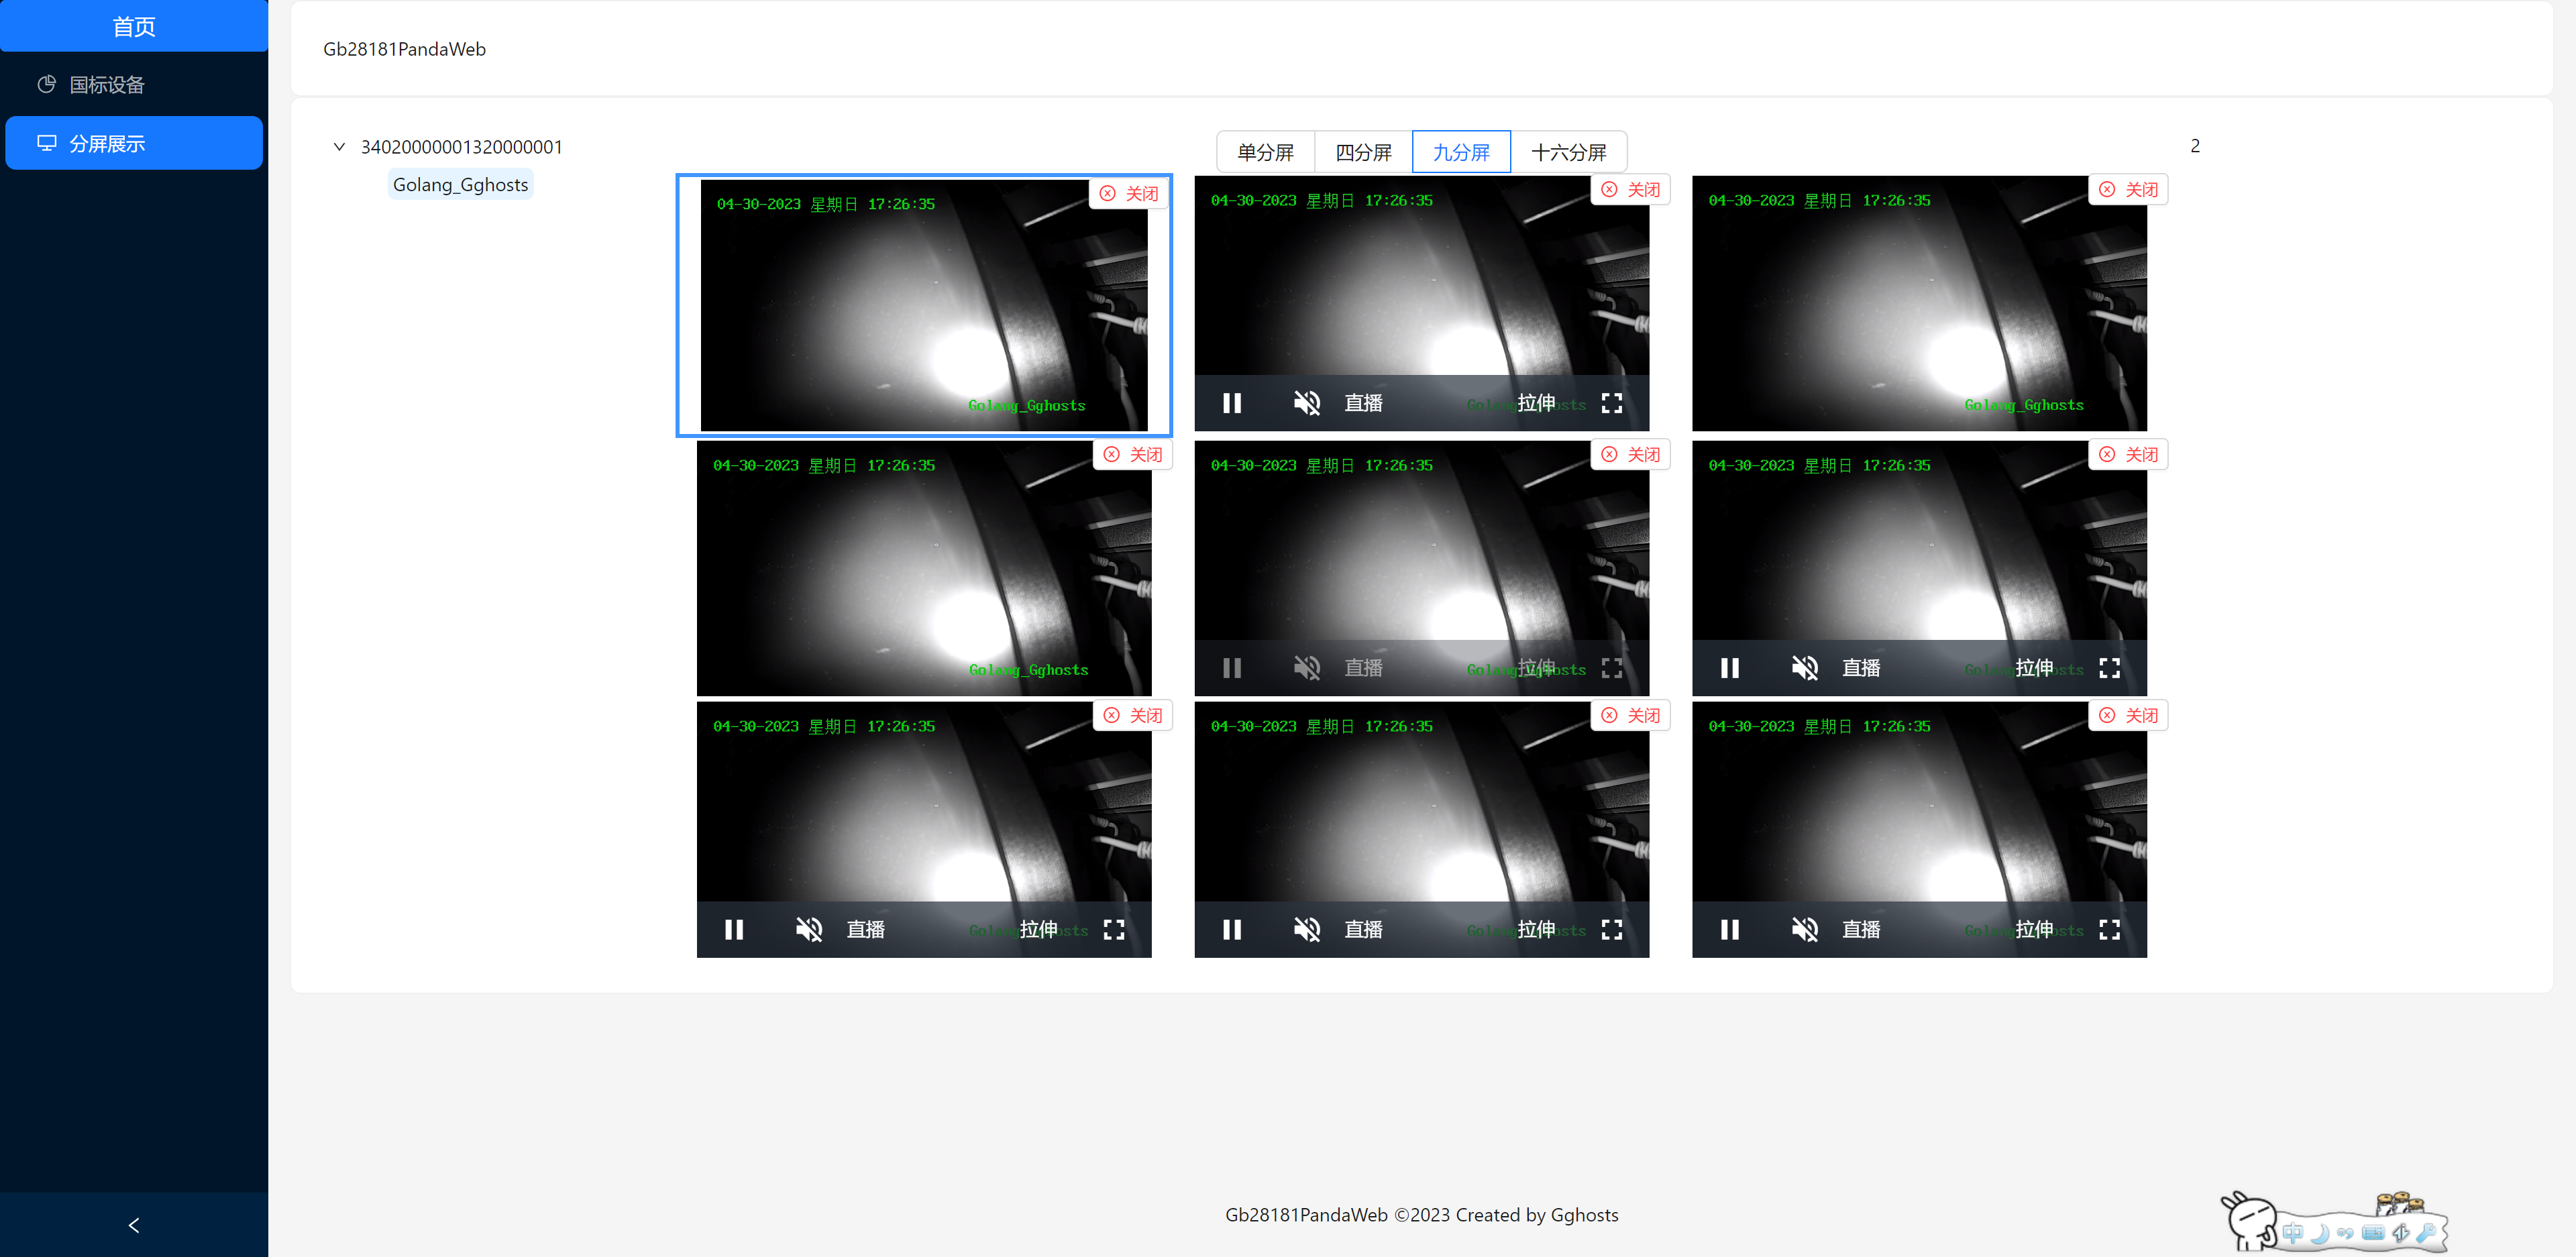 首页
国标设备
分屏展示
Gb28181PandaWeb
34020000001320000001
Golang_Gghosts
单分屏 四分屏 九分屏 十六分屏
2
04-30-2023 星期日 17:26:35 关闭
Golang_Gghosts
04-30-2023 星期日 17:26:35 关闭
直播 拉伸
04-30-2023 星期日 17:26:35 关闭
Golang_Gghosts
04-30-2023 星期日 17:26:35 关闭
Golang_Gghosts
04-30-2023 星期日 17:26:35 关闭
直播 拉伸
04-30-2023 星期日 17:26:35 关闭
直播 拉伸
04-30-2023 星期日 17:26:35 关闭
直播 拉伸
04-30-2023 星期日 17:26:35 关闭
直播 拉伸
04-30-2023 星期日 17:26:35 关闭
直播 拉伸
Gb28181PandaWeb ©2023 Created by Gghosts
中